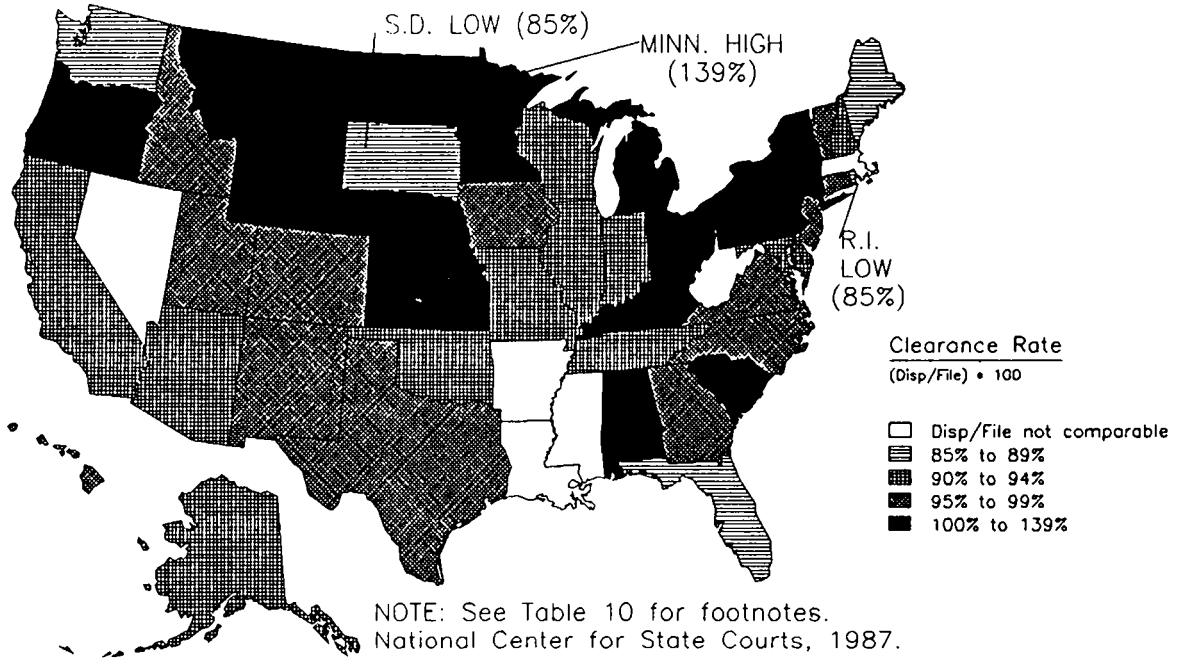 S.D. LOW (85%)
MINN. HIGH
(139%)
R.I.
LOW
(85%)
Clearance Rate
(Disp/File) • 100
Disp/File not comparable
85% to 89%
90% to 94%
95% to 99%
100% to 139%
NOTE: See Table 10 for footnotes.
National Center for State Courts, 1987.